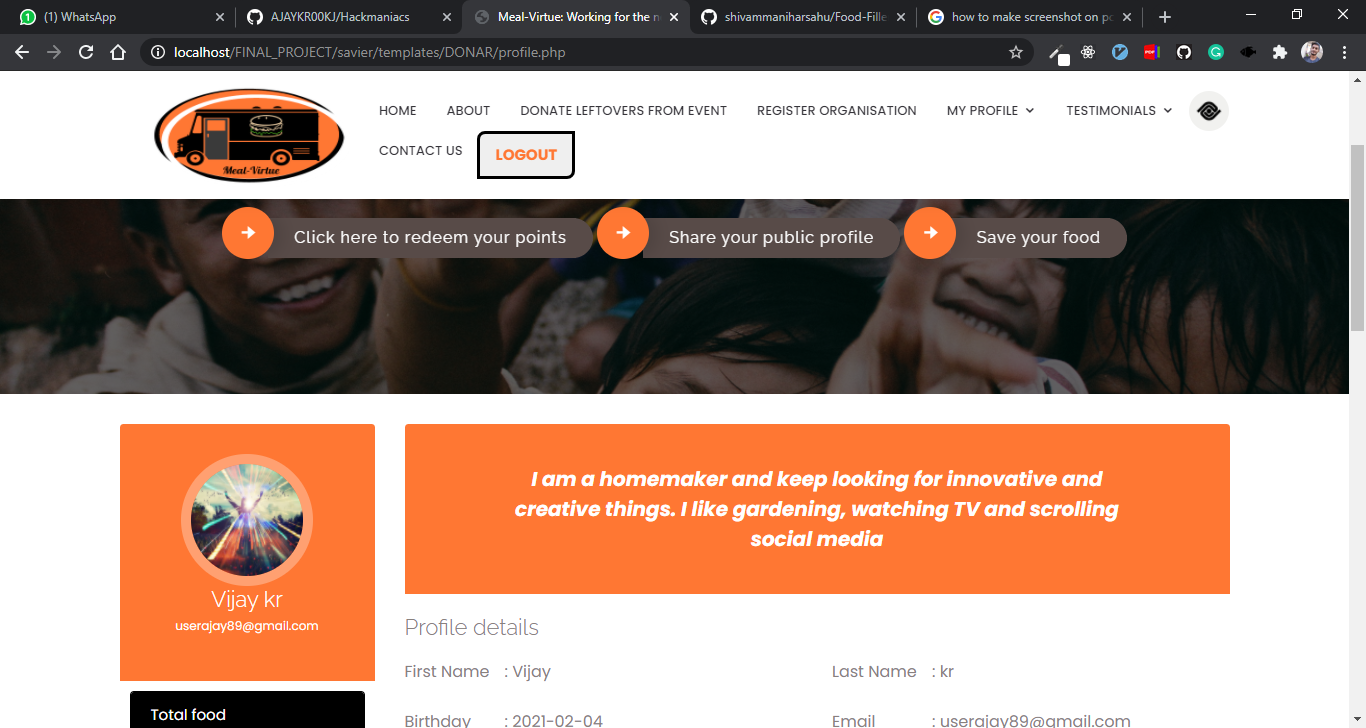 (1) WhatsApp
AJAYKR00KJ/Hackmaniacs
Meal-Virtue: Working for the n
shivammaniharsahu/Food-Fille
how to make screenshot on pc
localhost/FINAL_PROJECT/savier/templates/DONAR/profile.php
Meal-Virtue
HOME ABOUT DONATE LEFTOVERS FROM EVENT REGISTER ORGANISATION MY PROFILE TESTIMONIALS
CONTACT US LOGOUT
Click here to redeem your points
Share your public profile
Save your food
Vijay kr
userajay89@gmail.com
Total food
I am a homemaker and keep looking for innovative and
creative things. I like gardening, watching TV and scrolling
social media
Profile details
First Name : Vijay
Last Name : kr
Birthday : 2021-02-04
Email : userajay89@gmail.com